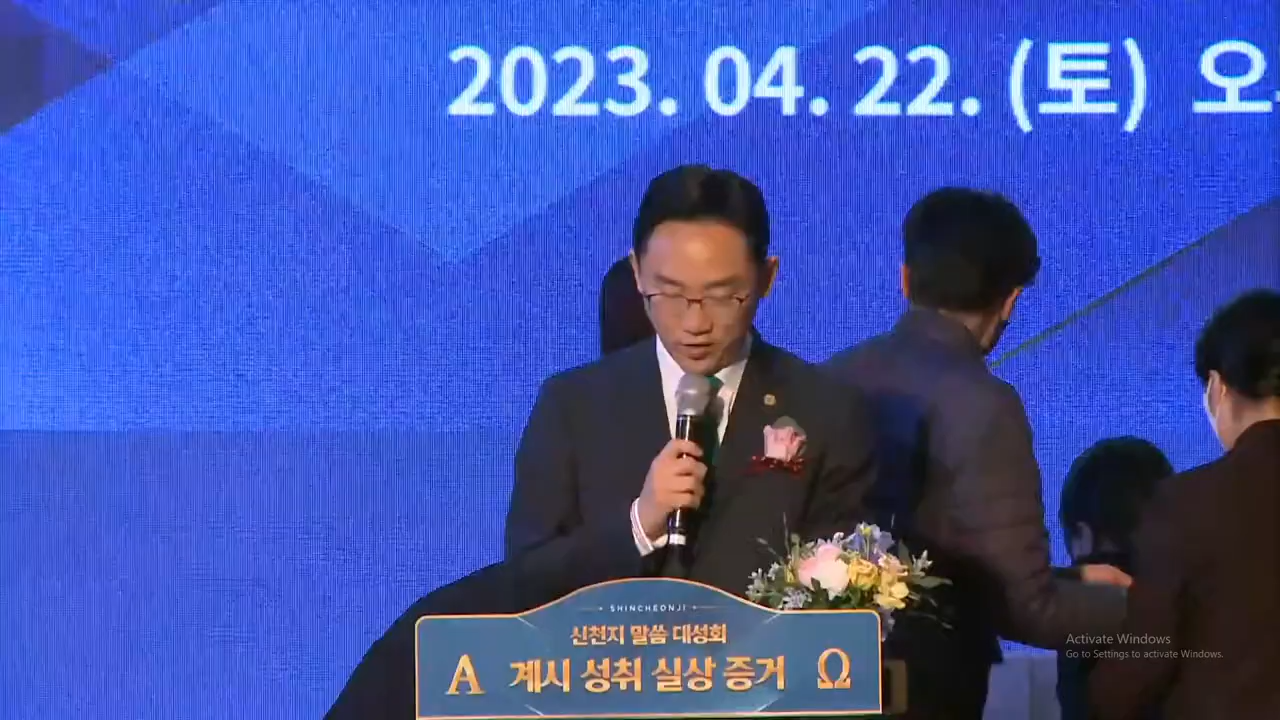 2023. 04. 22. (토) 오
SHINCHEONJI
신천지 말씀 대성회
A 계시 성취 실상 증거 Ω
Activate Windows
Go to Settings to activate Windows.